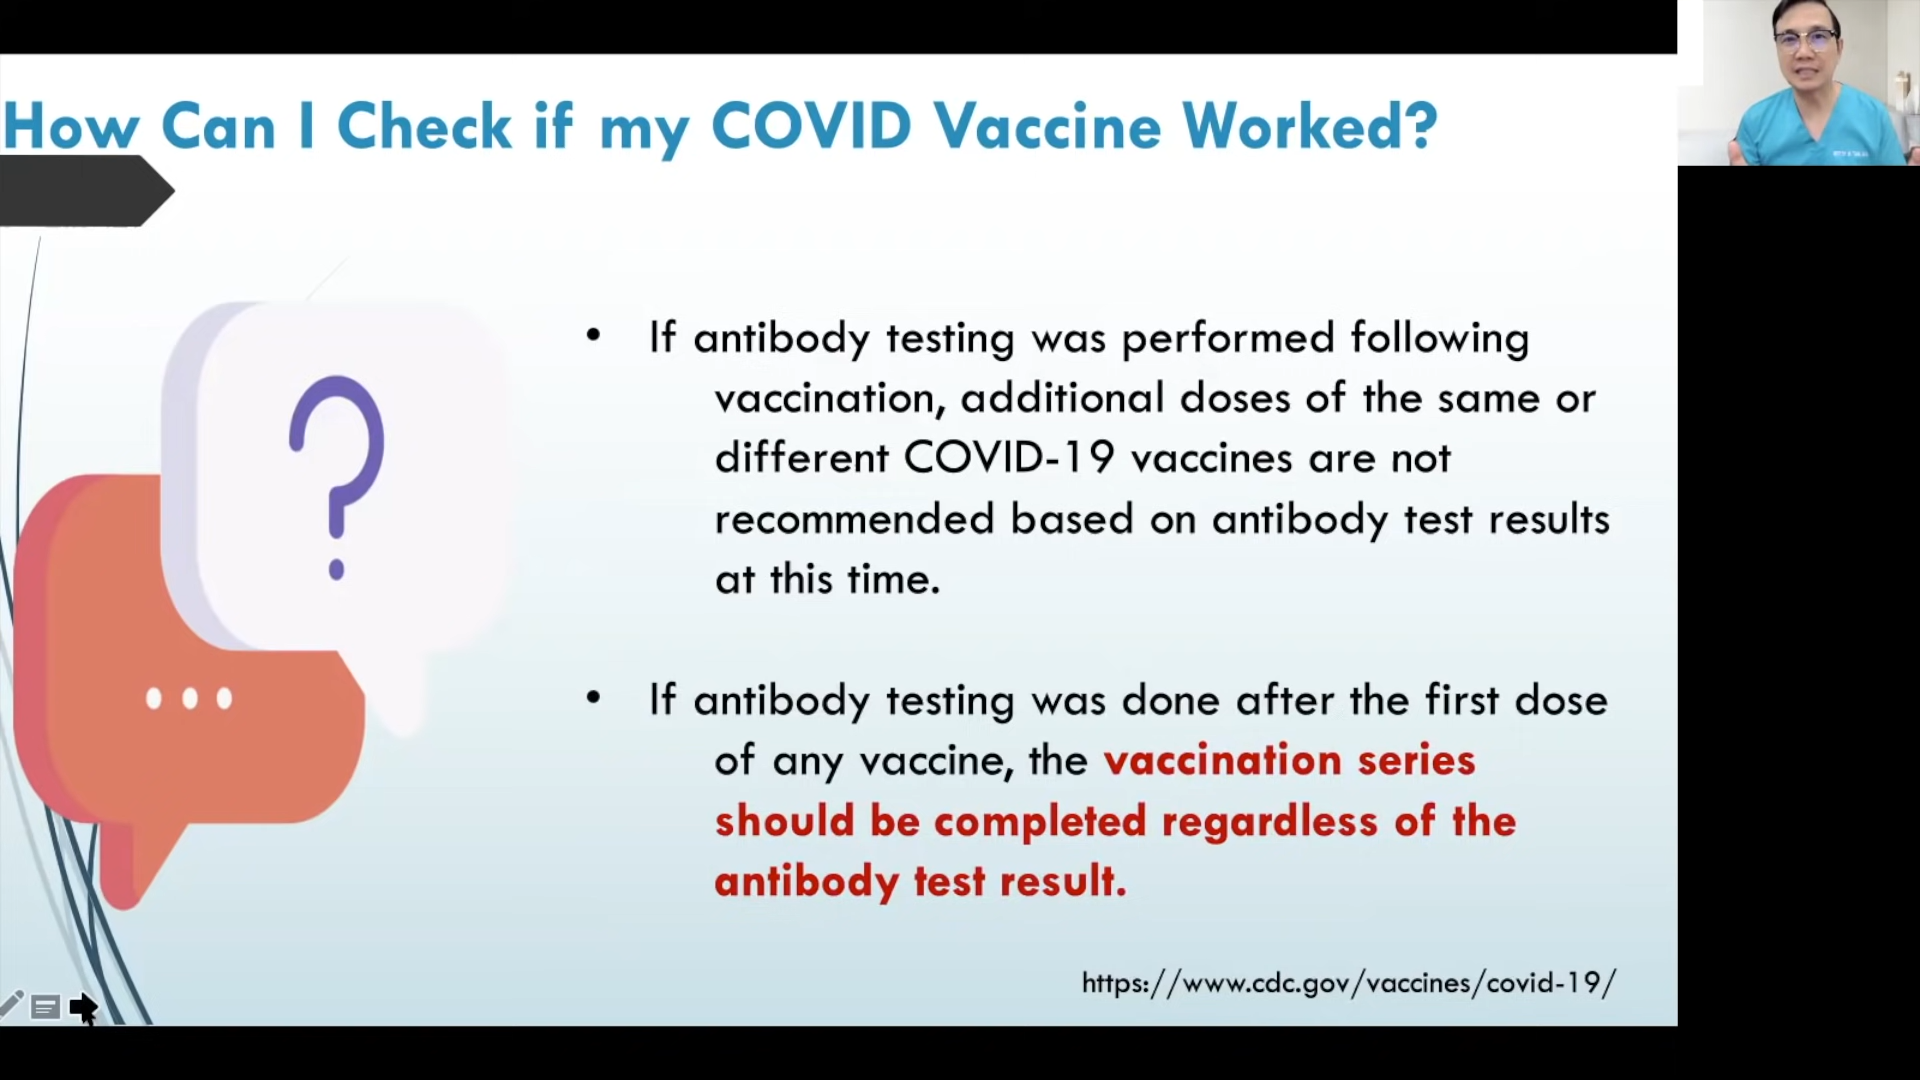 How Can I Check if my COVID Vaccine Worked?
• If antibody testing was performed following
vaccination, additional doses of the same or
different COVID-19 vaccines are not
recommended based on antibody test results
at this time.
• If antibody testing was done after the first dose
of any vaccine, the vaccination series
should be completed regardless of the
antibody test result.
https://www.cdc.gov/vaccines/covid-19/